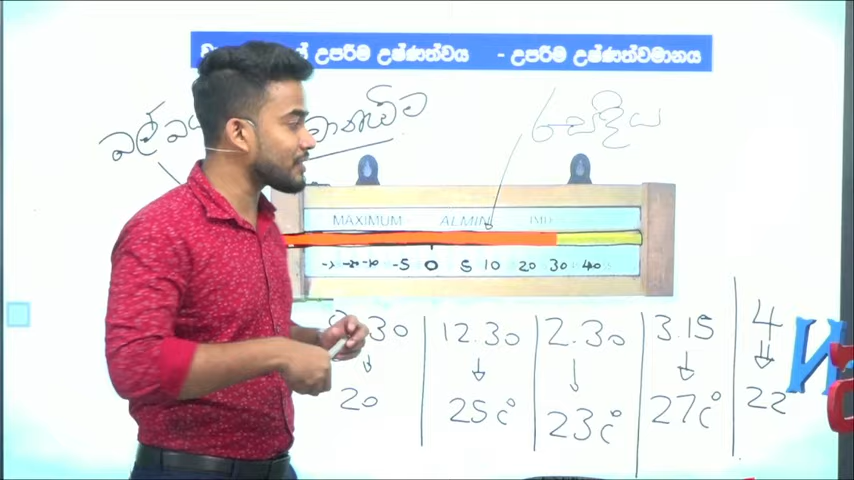 උපරිම උෂ්ණත්වය - උපරිම උෂ්ණත්වමානය
රසදිය
MAXIMUM ALMIN
-5 0 5 10 20 30 40
.30 12.30 2.30 3.15 4
20 25c° 23c° 27c° 22